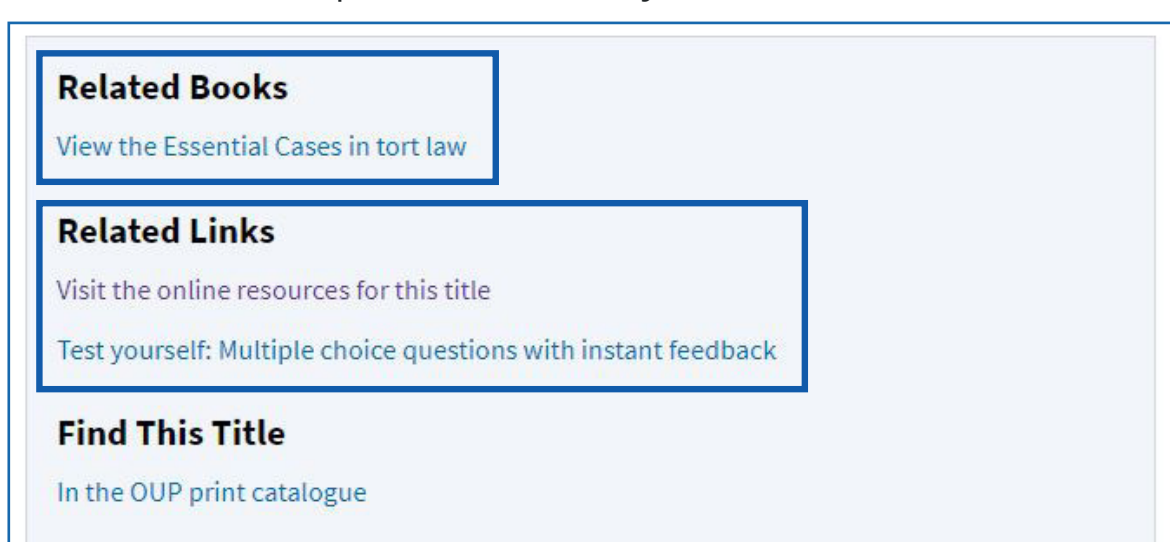 Related Books
View the Essential Cases in tort law
Related Links
Visit the online resources for this title
Test yourself: Multiple choice questions with instant feedback
Find This Title
In the OUP print catalogue